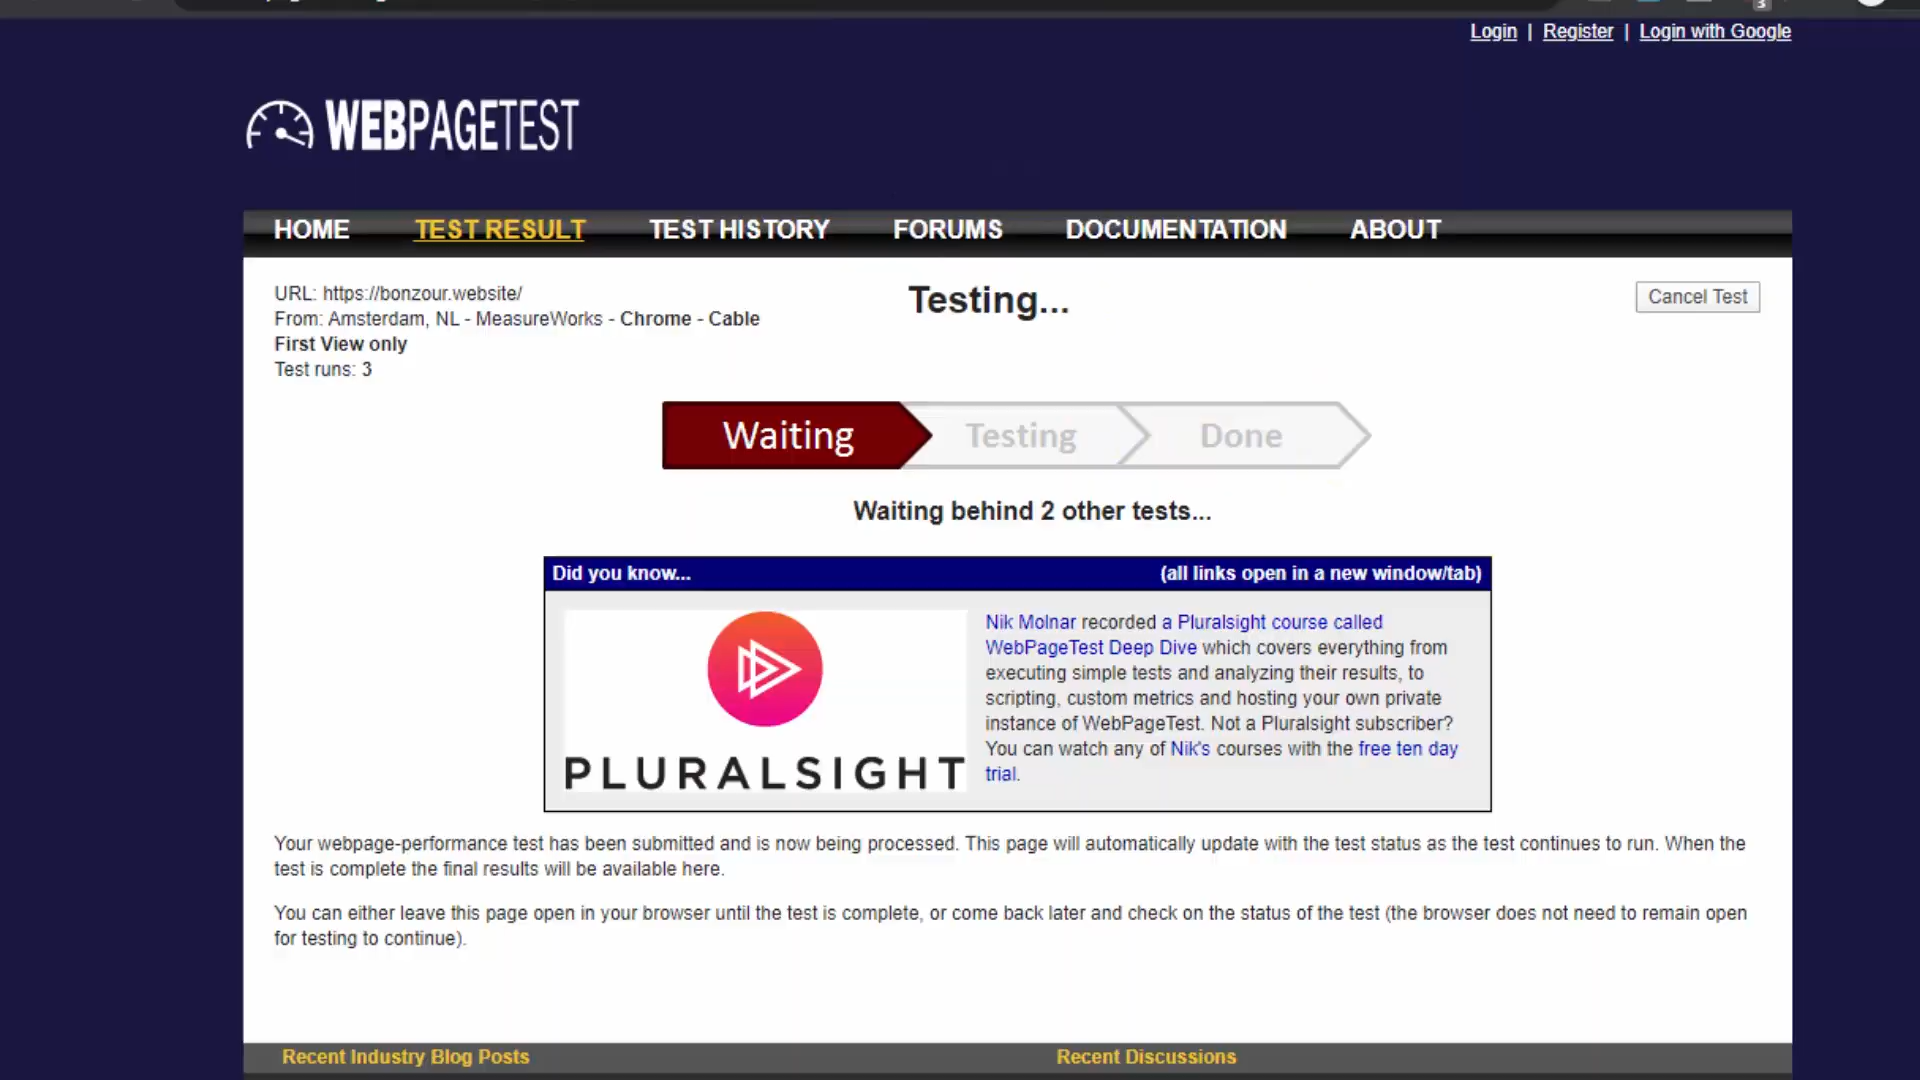 3
Login | Register | Login with Google
WEBPAGETEST
HOME TEST RESULT TEST HISTORY FORUMS DOCUMENTATION ABOUT
URL: https://bonzour.website/
From: Amsterdam, NL - MeasureWorks - Chrome - Cable
First View only
Test runs: 3
Testing...
Cancel Test
Waiting Testing Done
Waiting behind 2 other tests...
Did you know... (all links open in a new window/tab)
PLURALSIGHT
Nik Molnar recorded a Pluralsight course called
WebPageTest Deep Dive which covers everything from
executing simple tests and analyzing their results, to
scripting, custom metrics and hosting your own private
instance of WebPageTest. Not a Pluralsight subscriber?
You can watch any of Nik's courses with the free ten day
trial.
Your webpage-performance test has been submitted and is now being processed. This page will automatically update with the test status as the test continues to run. When the
test is complete the final results will be available here.
You can either leave this page open in your browser until the test is complete, or come back later and check on the status of the test (the browser does not need to remain open
for testing to continue).
Recent Industry Blog Posts Recent Discussions